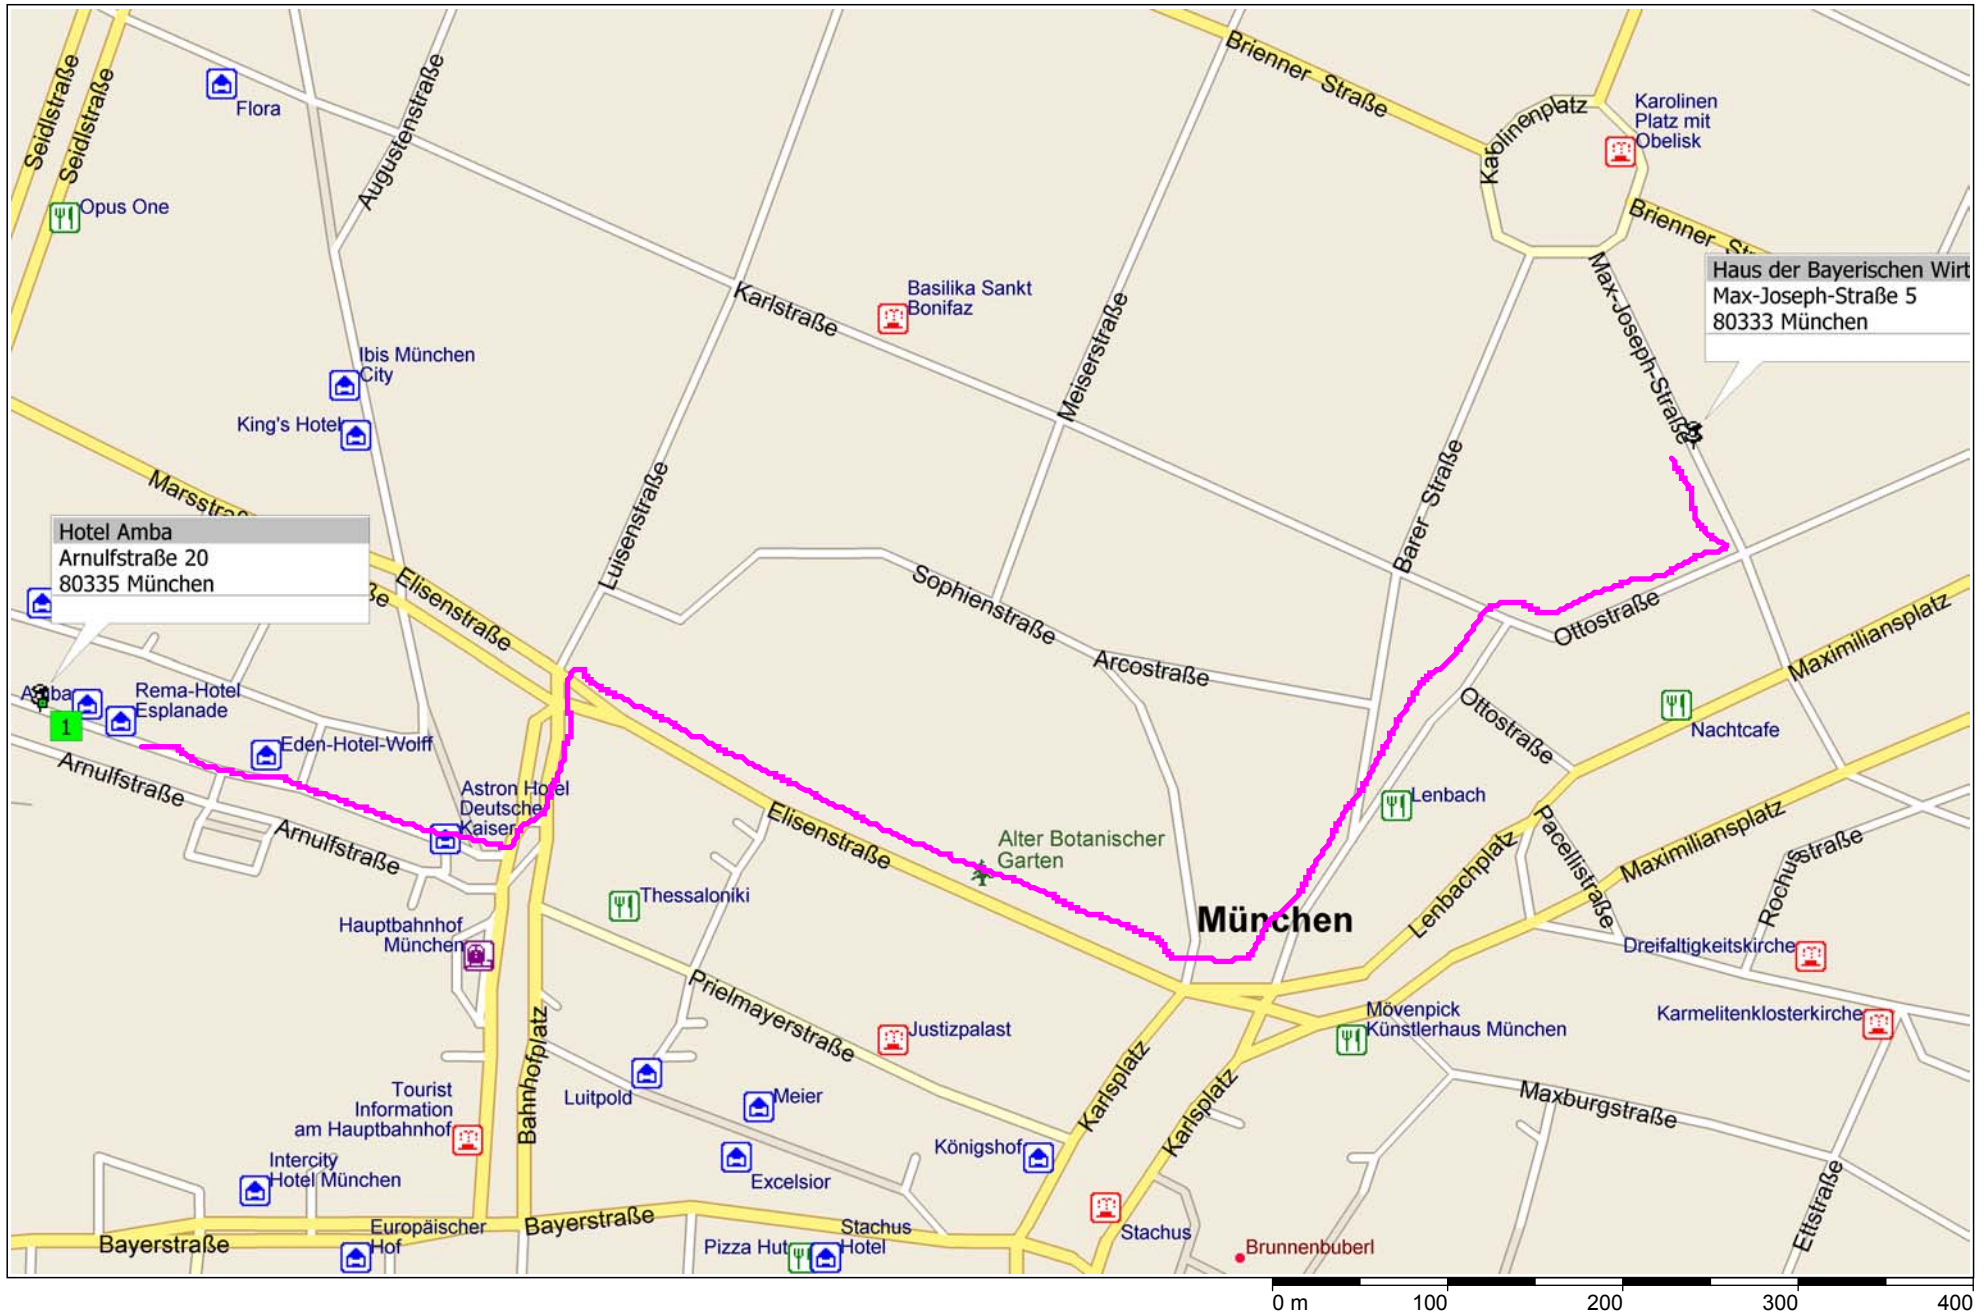 Brienner Straße
Seidlstraße
Seidlstraße
Flora
Augustenstraße
Karolinenplatz
Karolinenplatz
Karolinen
Platz mit
Obelisk
Opus One
Brienner Str
Max-Joseph-Straße
Haus der Bayerischen Wirt
Max-Joseph-Straße 5
80333 München
Karlstraße
Basilika Sankt
Bonifaz
Meiserstraße
Ibis München
City
King's Hotel
Barer Straße
Luisenstraße
Marsstraße
Hotel Amba
Arnulfstraße 20
80335 München
ße
Elisenstraße
Sophienstraße
Arcostraße
Ottostraße
Maximiliansplatz
Amba
1
Rema-Hotel
Esplanade
Eden-Hotel-Wolff
Ottostraße
Nachtcafe
Arnulfstraße
Astron Hotel
Deutscher
Kaiser
Arnulfstraße
Elisenstraße
Alter Botanischer
Garten
Lenbach
Lenbachplatz
Pacellistraße
Maximiliansplatz
Rochusstraße
Thessaloniki
München
Hauptbahnhof
München
Dreifaltigkeitskirche
Prielmayerstraße
Justizpalast
Mövenpick
Künstlerhaus München
Karmelitenklosterkirche
Bahnhofplatz
Luitpold
Meier
Karlsplatz
Karlsplatz
Maxburgstraße
Tourist
Information
am Hauptbahnhof
Königshof
Excelsior
Intercity
Hotel München
Ettstraße
Bayerstraße
Europäischer
Hof
Bayerstraße
Pizza Hut
Stachus
Hotel
Stachus
Brunnenbuberl
0 m 100 200 300 400